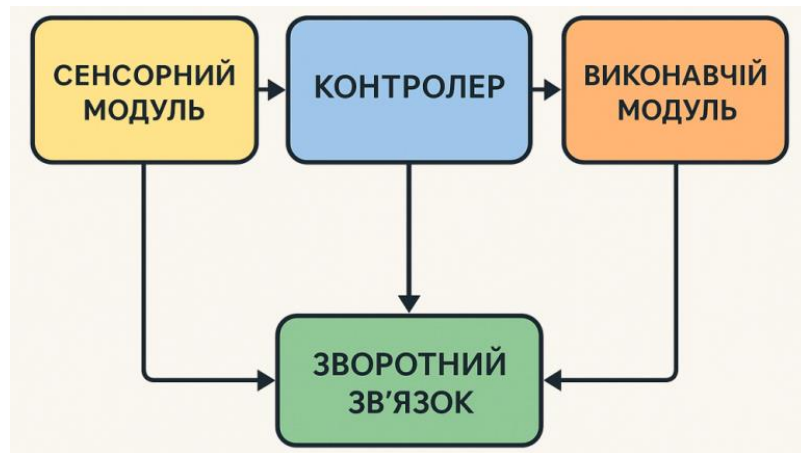 СЕНСОРНИЙ
МОДУЛЬ
КОНТРОЛЕР
ВИКОНАВЧІЙ
МОДУЛЬ
ЗВОРОТНИЙ
ЗВ'ЯЗОК